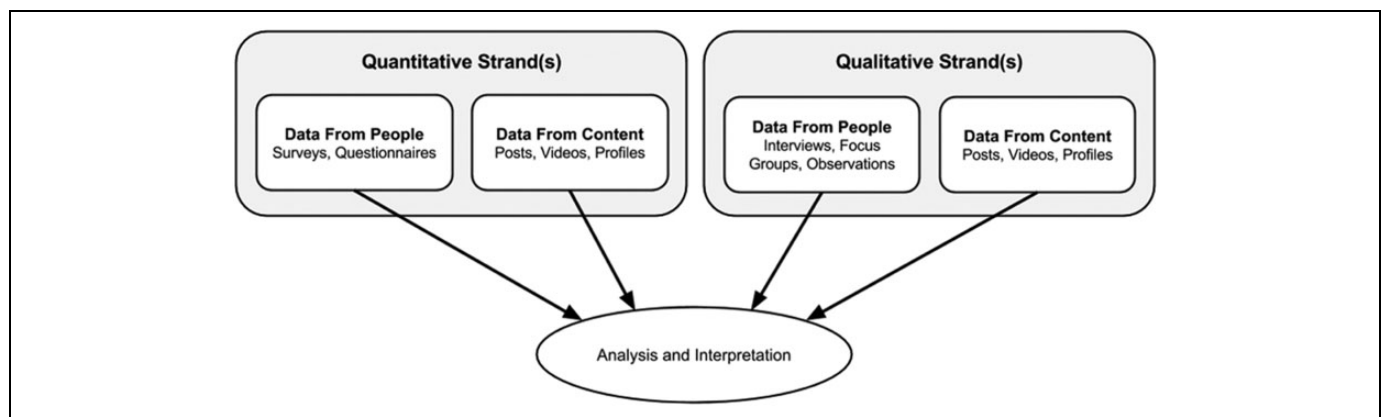 Quantitative Strand(s)
Data From People
Surveys, Questionnaires
Data From Content
Posts, Videos, Profiles
Qualitative Strand(s)
Data From People
Interviews, Focus
Groups, Observations
Data From Content
Posts, Videos, Profiles
Analysis and Interpretation